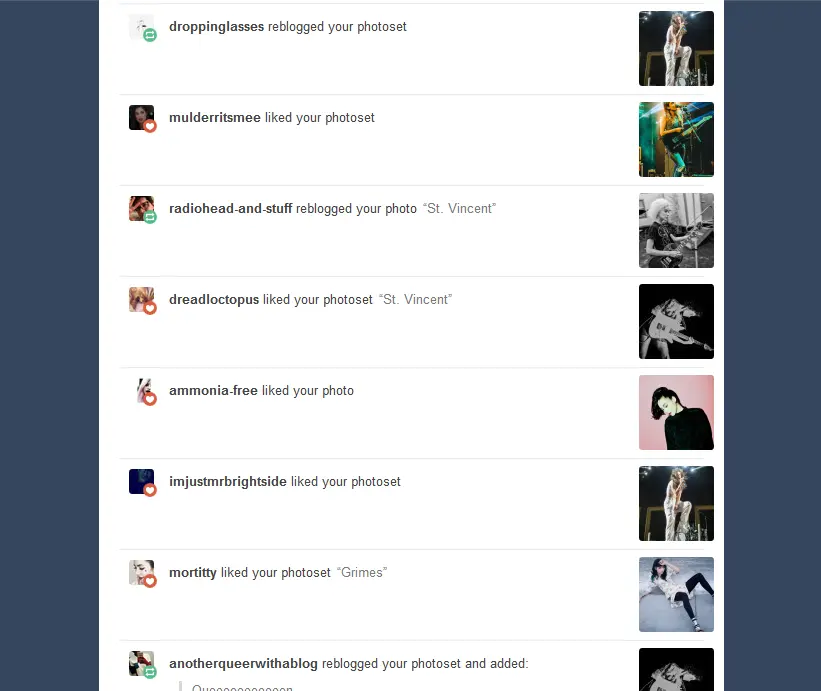 droppinglasses reblogged your photoset
mulderritsmee liked your photoset
radiohead-and-stuff reblogged your photo “St. Vincent”
dreadloctopus liked your photoset “St. Vincent”
ammonia-free liked your photo
imjustmrbrightside liked your photoset
mortitty liked your photoset “Grimes”
anotherqueerwithablog reblogged your photoset and added: